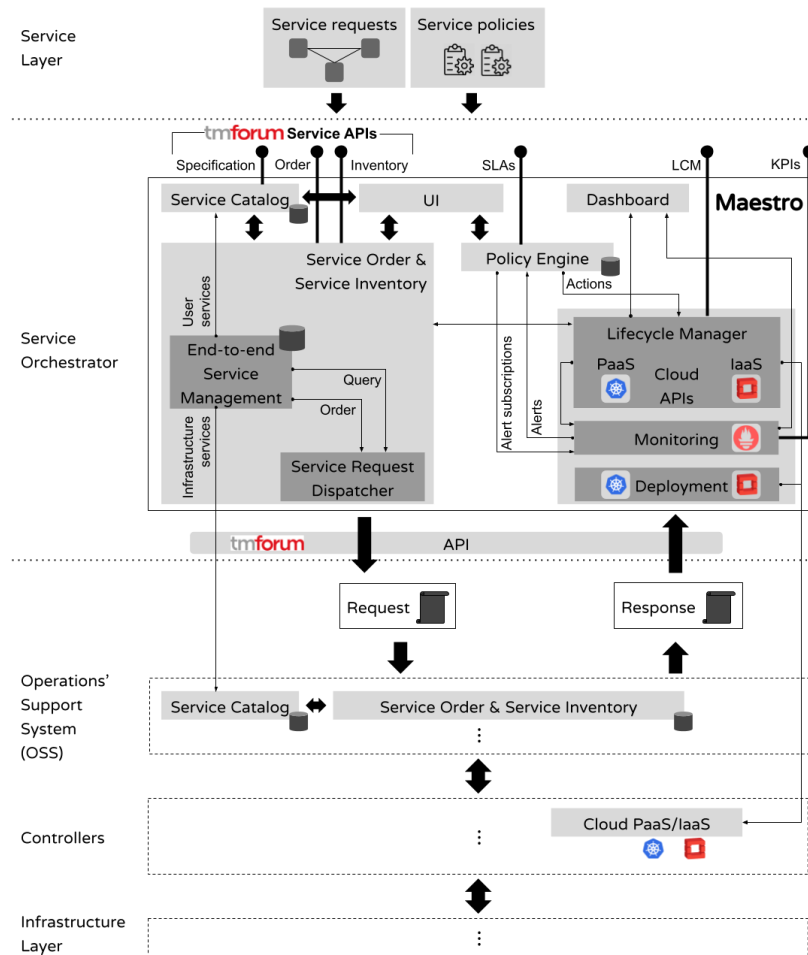 Service
Layer
Service requests
Service policies
tmforum Service APIs
Specification
Order
Inventory
SLAs
LCM
KPIs
Service Catalog
UI
Dashboard
Maestro
Service Order &
Service Inventory
Policy Engine
Actions
User
services
Service
Orchestrator
End-to-end
Service
Management
Query
Order
Infrastructure
services
Service Request
Dispatcher
Alert subscriptions
Alerts
Lifecycle Manager
PaaS
IaaS
Cloud
APIs
Monitoring
Deployment
tmforum
API
Request
Response
Operations'
Support
System
(OSS)
Service Catalog
Service Order & Service Inventory
Controllers
Cloud PaaS/IaaS
Infrastructure
Layer